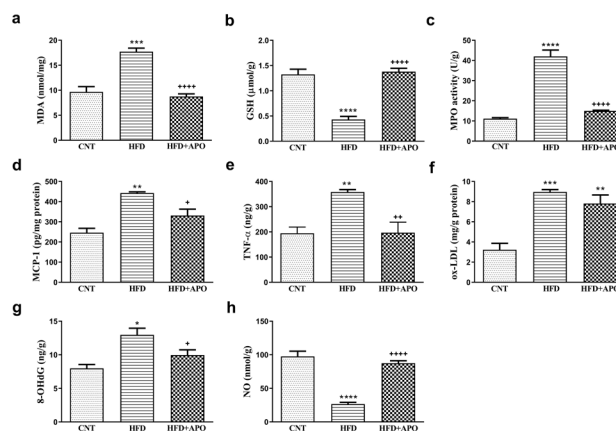 a
MDA (nmol/mg)
20
15
10
5
0
***
++++
CNT HFD HFD+APO
b
GSH (μmol/g)
2.0
1.5
1.0
0.5
0.0
****
++++
CNT HFD HFD+APO
c
MPO activity (U/g)
50
40
30
20
10
0
****
++++
CNT HFD HFD+APO
d
MCP-1 (pg/mg protein)
500
400
300
200
100
0
**
+
CNT HFD HFD+APO
e
TNF-α (ng/g)
400
300
200
100
0
**
++
CNT HFD HFD+APO
f
ox-LDL (mg/g protein)
10
8
6
4
2
0
***
**
CNT HFD HFD+APO
g
8-OHdG (ng/g)
15
10
5
0
*
+
CNT HFD HFD+APO
h
NO (nmol/g)
150
100
50
0
****
++++
CNT HFD HFD+APO